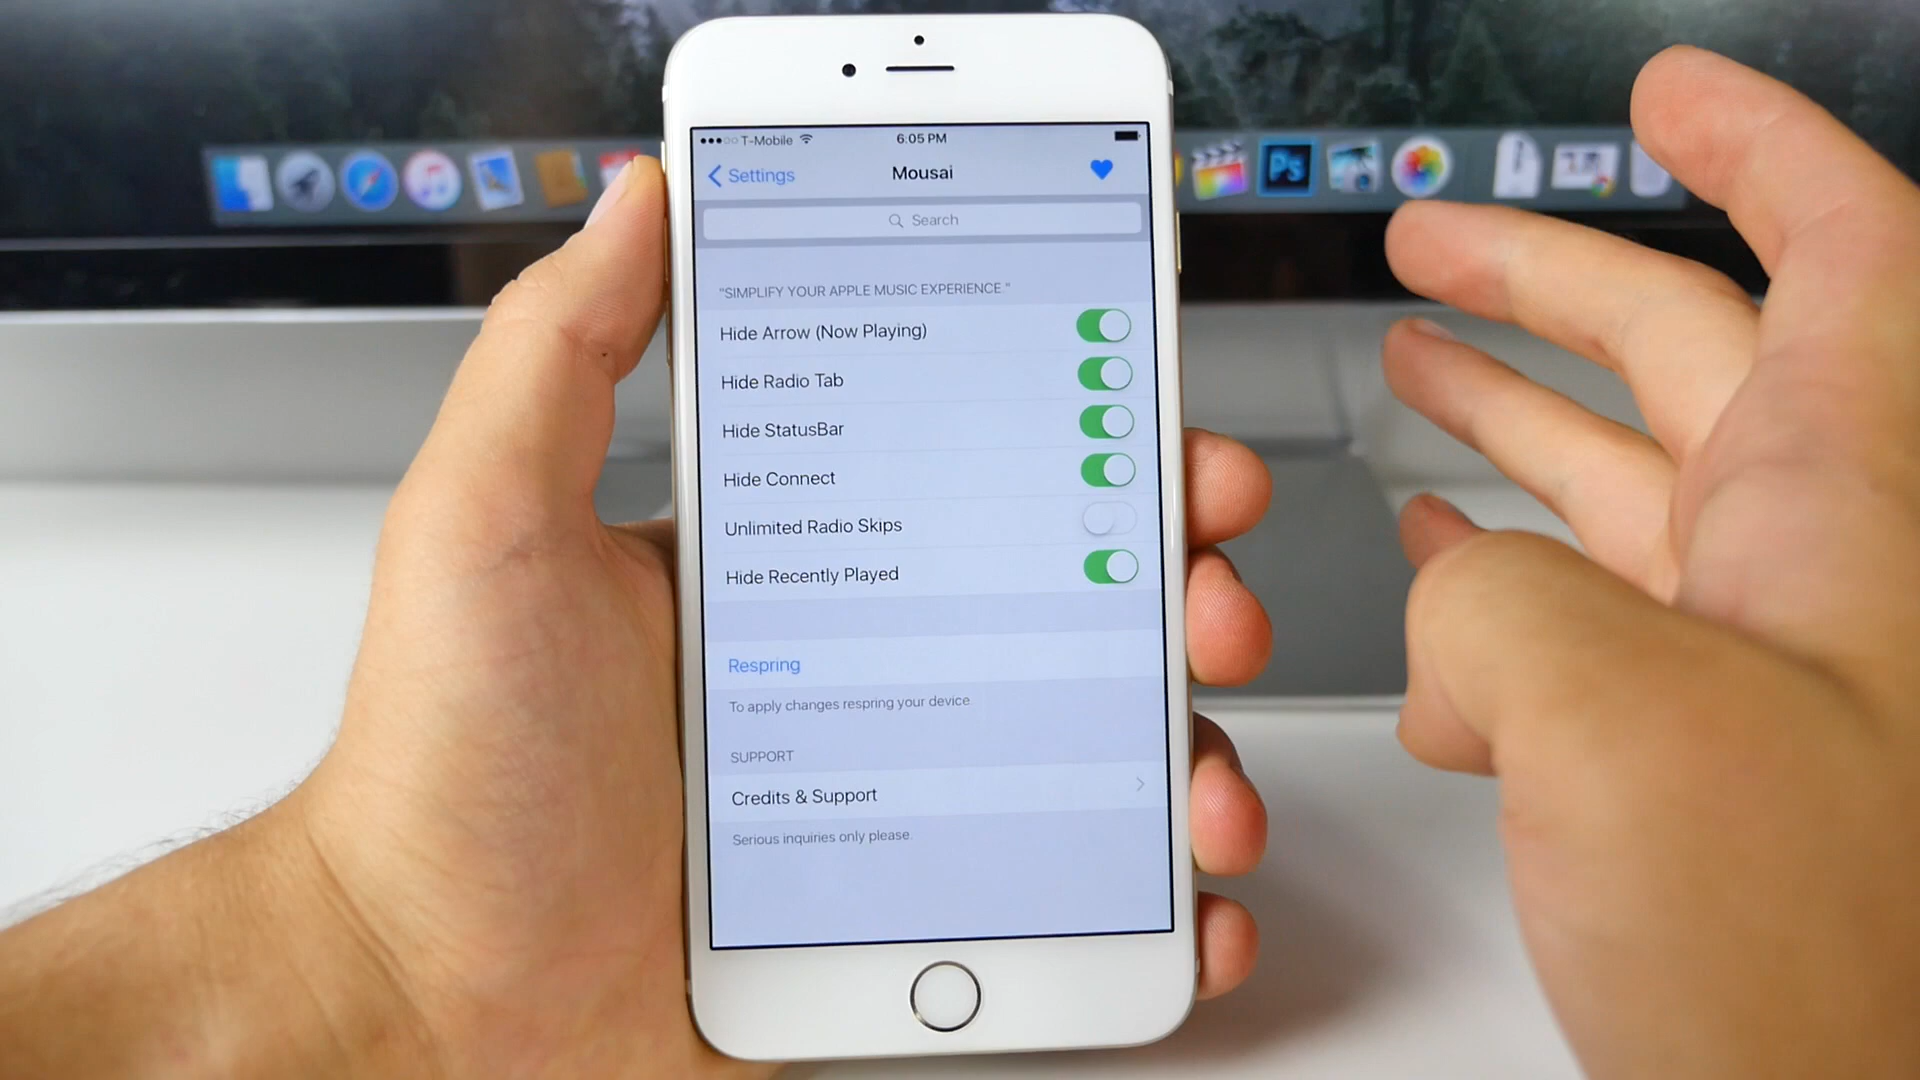 T-Mobile 6:05 PM
Settings Mousai
Search
"SIMPLIFY YOUR APPLE MUSIC EXPERIENCE."
Hide Arrow (Now Playing)
Hide Radio Tab
Hide StatusBar
Hide Connect
Unlimited Radio Skips
Hide Recently Played
Respring
To apply changes respring your device.
SUPPORT
Credits & Support
Serious inquiries only please.
Ps